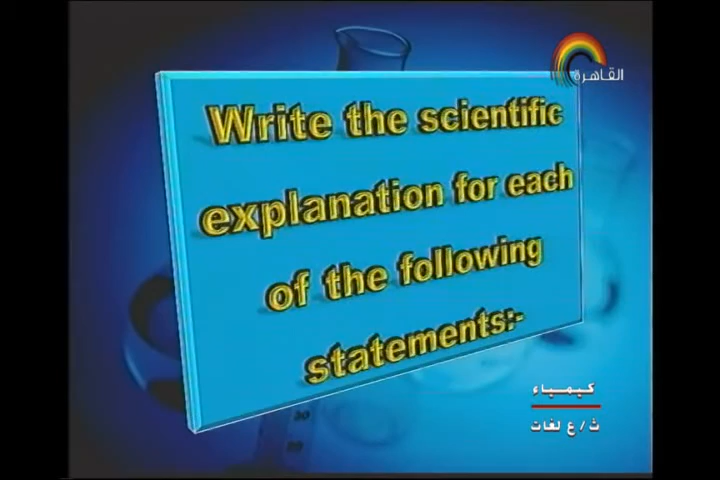 القاهرة
Write the scientific
explanation for each
of the following
statements:-
كيمياء
ث/ع لغات